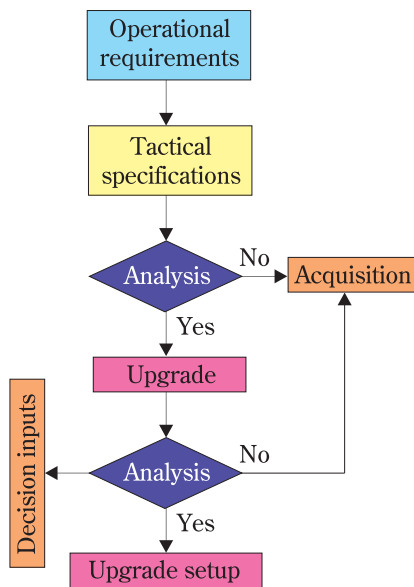 Operational
requirements
Tactical
specifications
Analysis
No
Acquisition
Yes
Upgrade
Decision inputs
Analysis
No
Yes
Upgrade setup